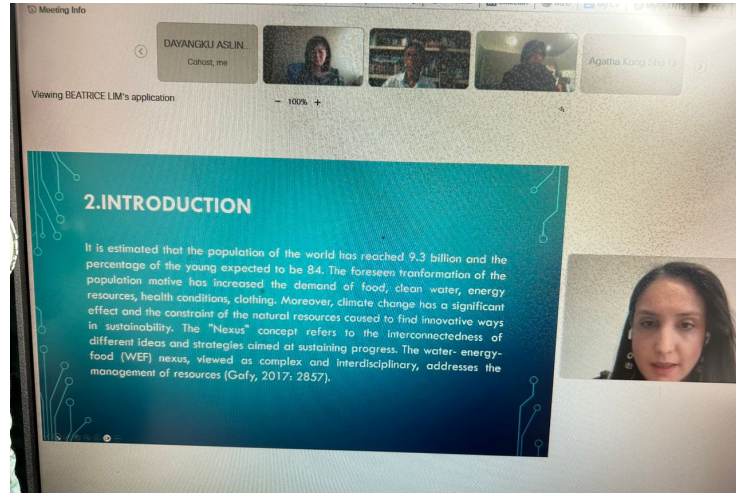 Meeting Info
DAYANGKU ASLIN...
Cohost, me
Agatha Kong Shu Qi
Viewing BEATRICE LIM's application
− 100% +
2.INTRODUCTION
It is estimated that the population of the world has reached 9.3 billion and the
percentage of the young expected to be 84. The foreseen tranformation of the
population motive has increased the demand of food, clean water, energy
resources, health conditions, clothing. Moreover, climate change has a significant
effect and the constraint of the natural resources caused to find innovative ways
in sustainability. The "Nexus" concept refers to the interconnectedness of
different ideas and strategies aimed at sustaining progress. The water- energy-
food (WEF) nexus, viewed as complex and interdisciplinary, addresses the
management of resources (Gafy, 2017: 2857).